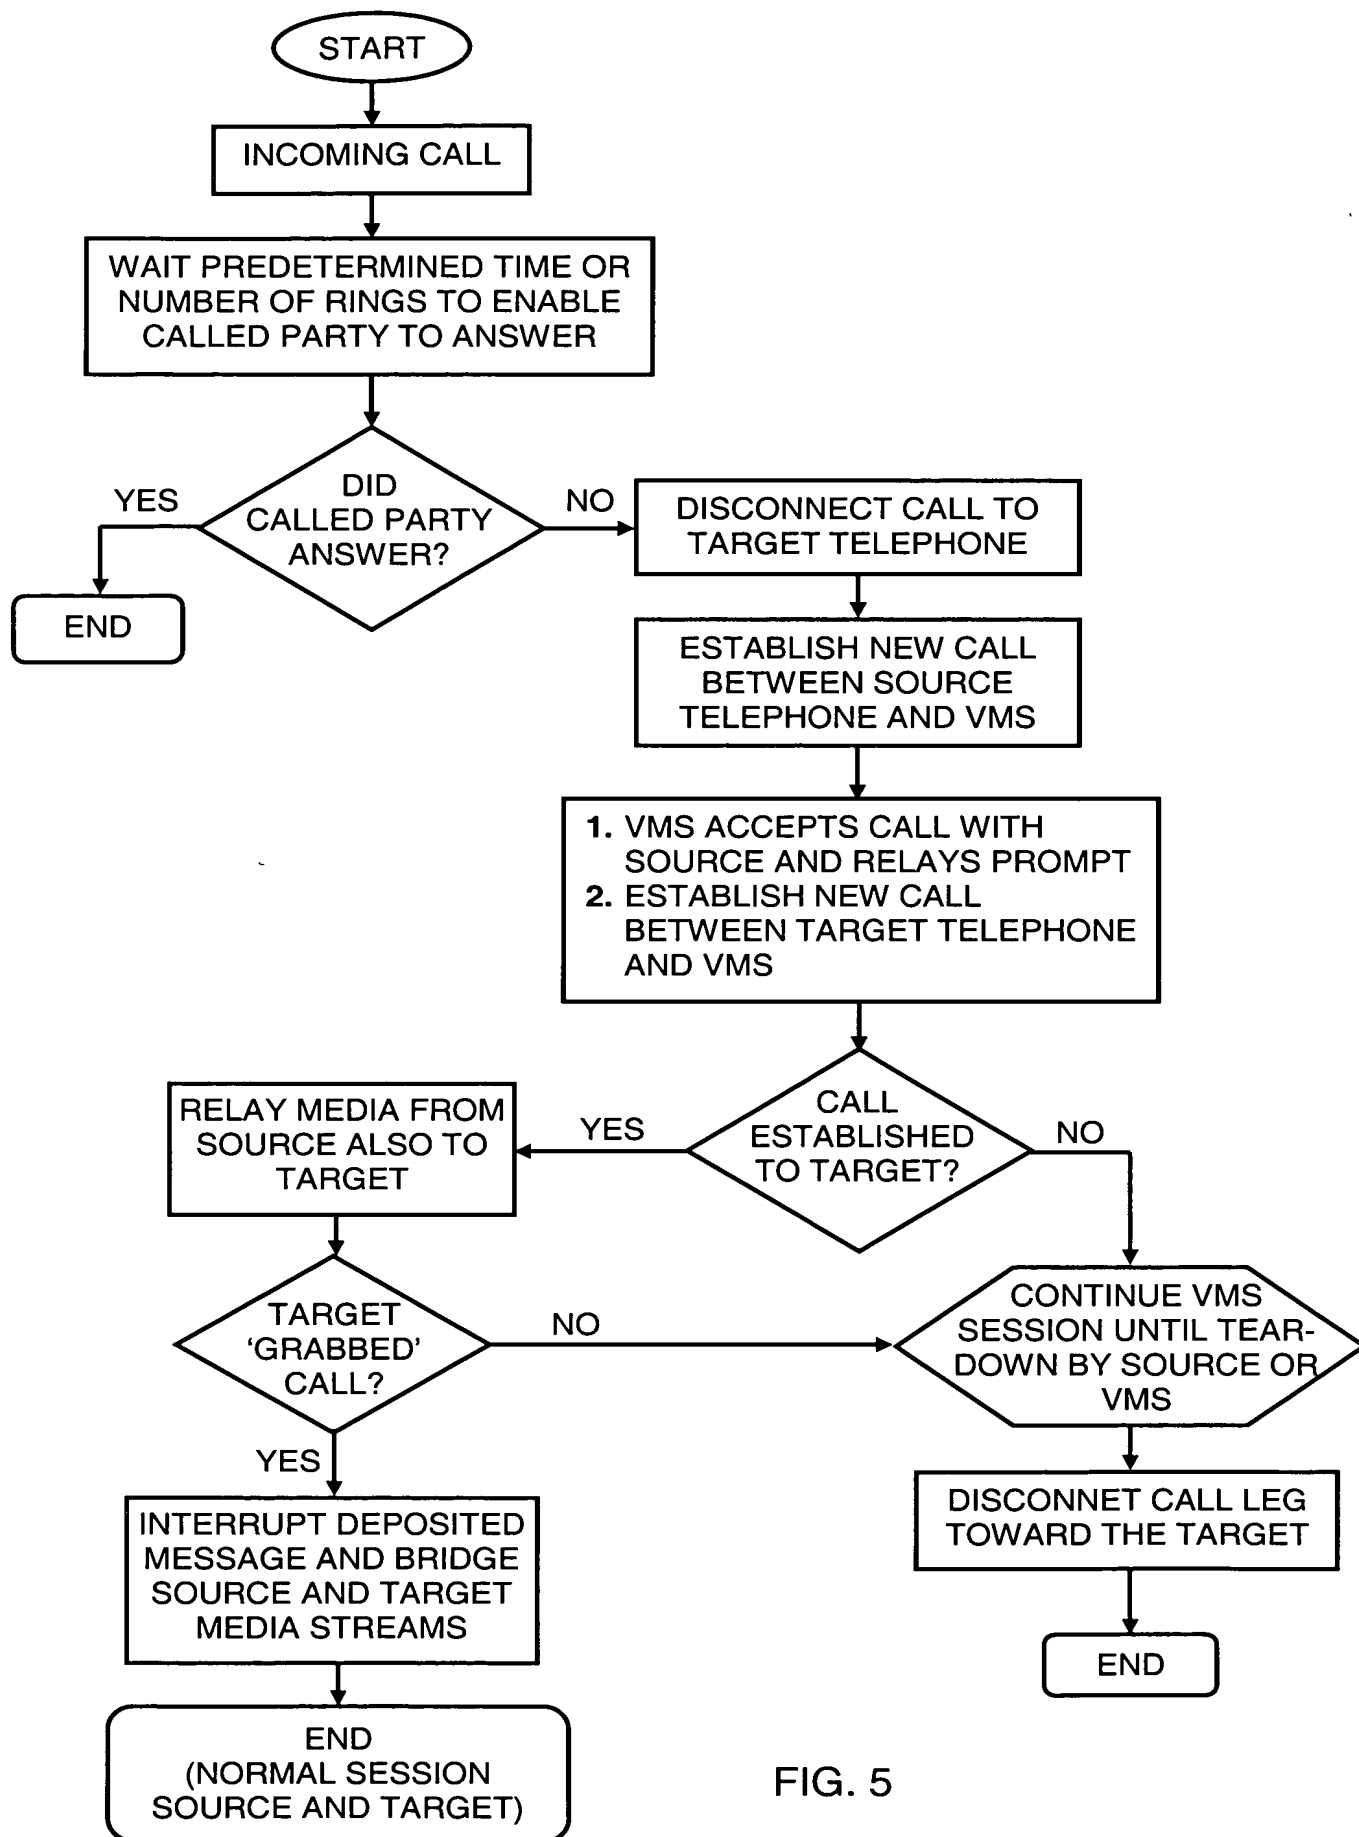 START
INCOMING CALL
WAIT PREDETERMINED TIME OR
NUMBER OF RINGS TO ENABLE
CALLED PARTY TO ANSWER
DID
CALLED PARTY
ANSWER?
YES
NO
END
DISCONNECT CALL TO
TARGET TELEPHONE
ESTABLISH NEW CALL
BETWEEN SOURCE
TELEPHONE AND VMS
1. VMS ACCEPTS CALL WITH
SOURCE AND RELAYS PROMPT
2. ESTABLISH NEW CALL
BETWEEN TARGET TELEPHONE
AND VMS
CALL
ESTABLISHED
TO TARGET?
YES
NO
RELAY MEDIA FROM
SOURCE ALSO TO
TARGET
TARGET
‘GRABBED’
CALL?
NO
YES
CONTINUE VMS
SESSION UNTIL TEAR-
DOWN BY SOURCE OR
VMS
INTERRUPT DEPOSITED
MESSAGE AND BRIDGE
SOURCE AND TARGET
MEDIA STREAMS
DISCONNET CALL LEG
TOWARD THE TARGET
END
END
(NORMAL SESSION
SOURCE AND TARGET)
FIG. 5